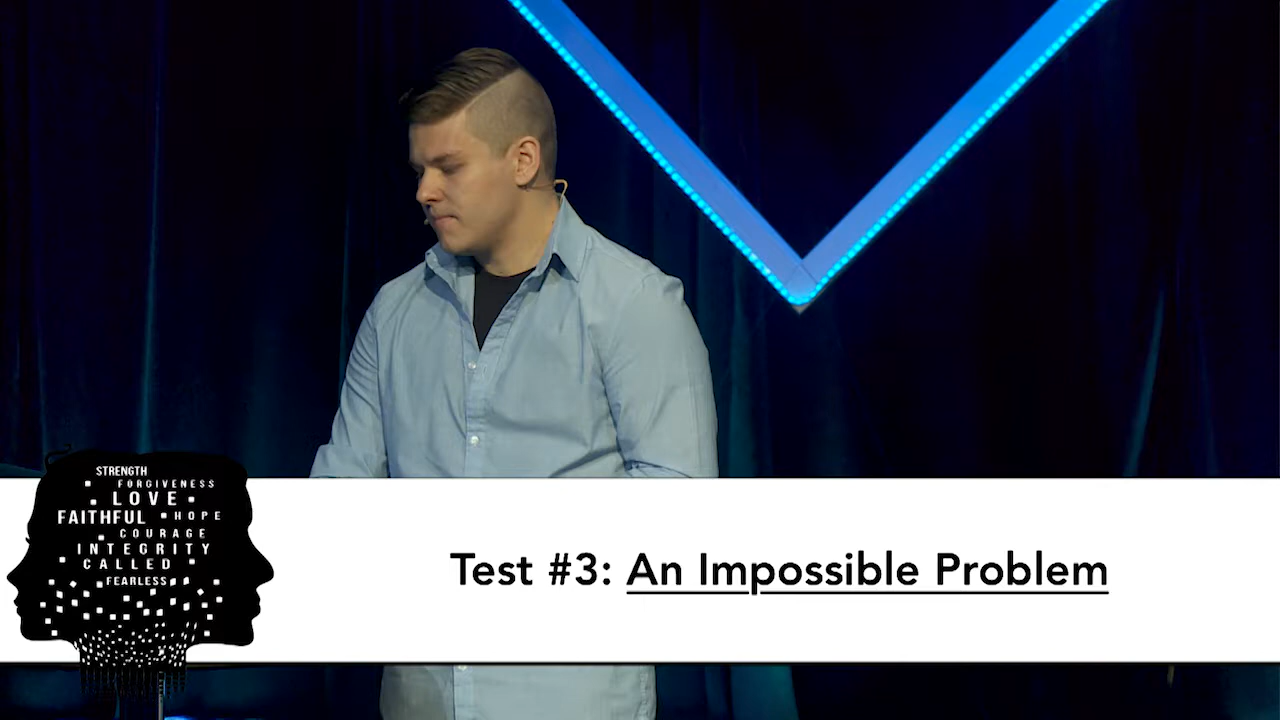 STRENGTH
FORGIVENESS
LOVE
FAITHFUL HOPE
COURAGE
INTEGRITY
CALLED
FEARLESS
Test #3: An Impossible Problem